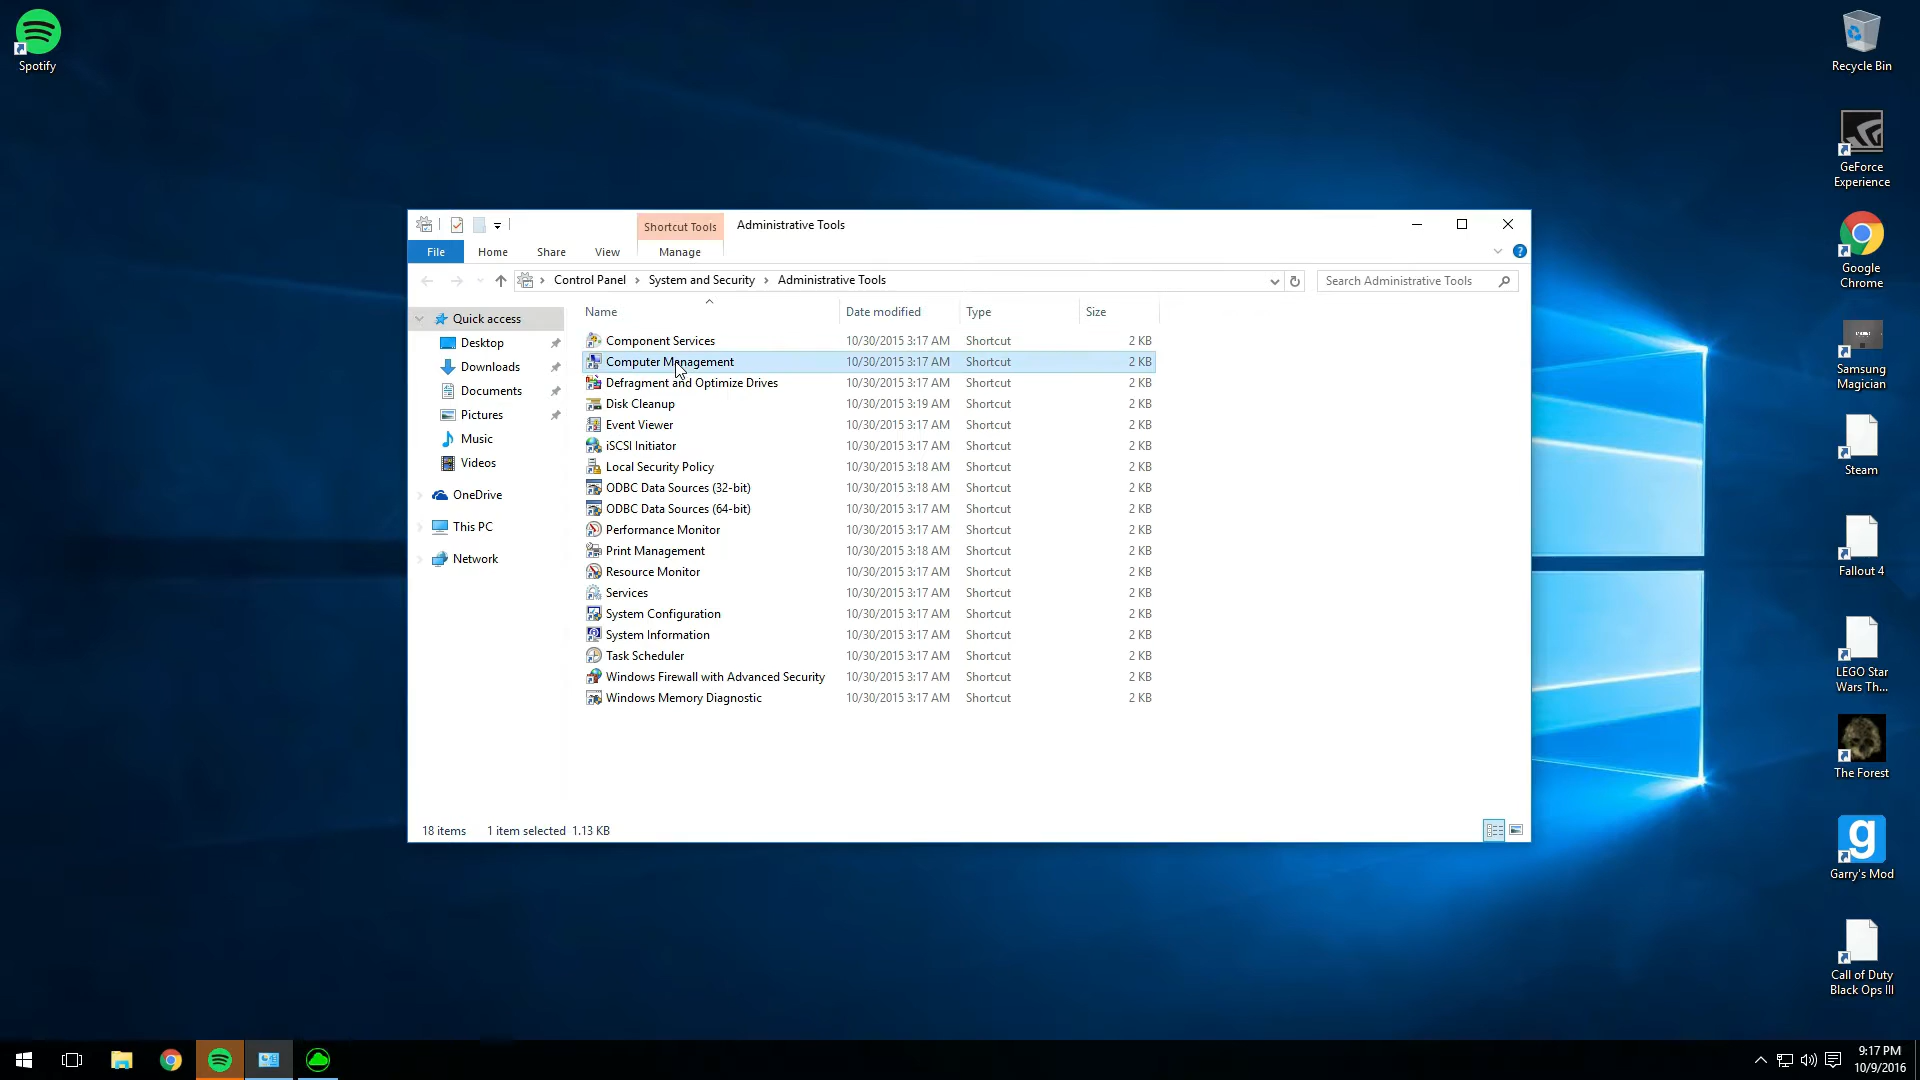 Spotify
Recycle Bin
GeForce
Experience
Google
Chrome
Samsung
Magician
Steam
Fallout 4
LEGO Star
Wars Th...
The Forest
Garry's Mod
Call of Duty
Black Ops III
Shortcut Tools
Administrative Tools
File
Home
Share
View
Manage
Control Panel
System and Security
Administrative Tools
Search Administrative Tools
Quick access
Desktop
Downloads
Documents
Pictures
Music
Videos
OneDrive
This PC
Network
Name Date modified Type Size
Component Services 10/30/2015 3:17 AM Shortcut 2 KB
Computer Management 10/30/2015 3:17 AM Shortcut 2 KB
Defragment and Optimize Drives 10/30/2015 3:17 AM Shortcut 2 KB
Disk Cleanup 10/30/2015 3:19 AM Shortcut 2 KB
Event Viewer 10/30/2015 3:17 AM Shortcut 2 KB
iSCSI Initiator 10/30/2015 3:17 AM Shortcut 2 KB
Local Security Policy 10/30/2015 3:18 AM Shortcut 2 KB
ODBC Data Sources (32-bit) 10/30/2015 3:18 AM Shortcut 2 KB
ODBC Data Sources (64-bit) 10/30/2015 3:17 AM Shortcut 2 KB
Performance Monitor 10/30/2015 3:17 AM Shortcut 2 KB
Print Management 10/30/2015 3:18 AM Shortcut 2 KB
Resource Monitor 10/30/2015 3:17 AM Shortcut 2 KB
Services 10/30/2015 3:17 AM Shortcut 2 KB
System Configuration 10/30/2015 3:17 AM Shortcut 2 KB
System Information 10/30/2015 3:17 AM Shortcut 2 KB
Task Scheduler 10/30/2015 3:17 AM Shortcut 2 KB
Windows Firewall with Advanced Security 10/30/2015 3:17 AM Shortcut 2 KB
Windows Memory Diagnostic 10/30/2015 3:17 AM Shortcut 2 KB
18 items 1 item selected 1.13 KB
9:17 PM
10/9/2016